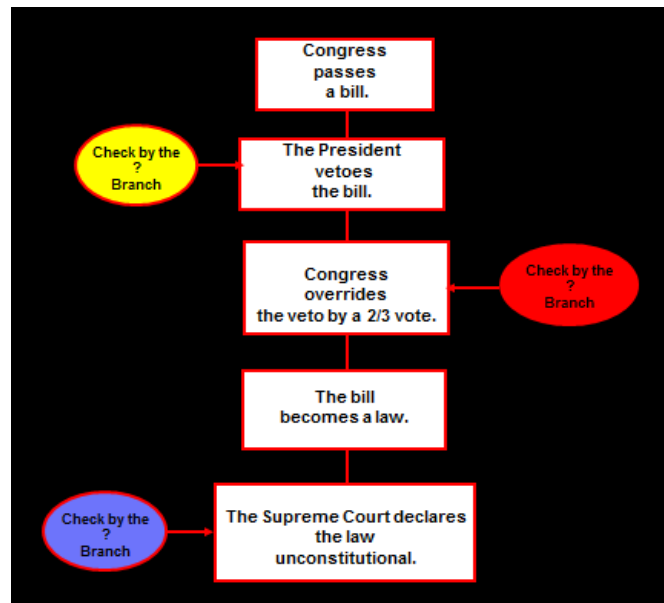 Congress
passes
a bill.
Check by the
?
Branch
The President
vetoes
the bill.
Congress
overrides
the veto by a 2/3 vote.
Check by the
?
Branch
The bill
becomes a law.
Check by the
?
Branch
The Supreme Court declares
the law
unconstitutional.